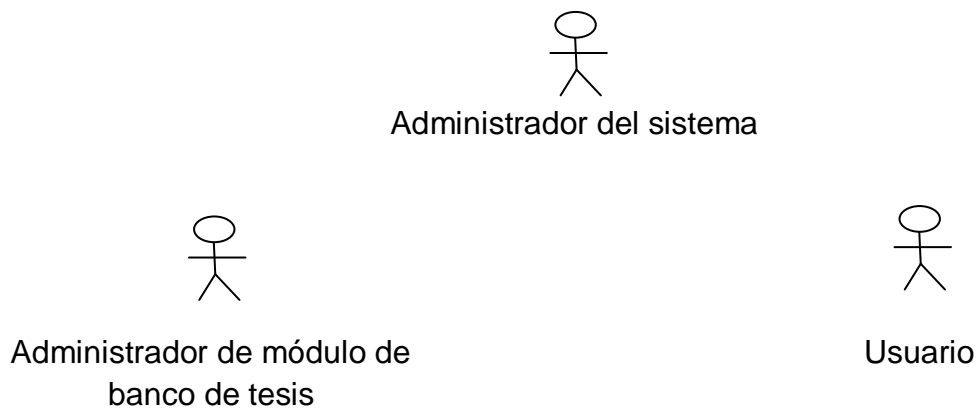 Administrador del sistema
Administrador de módulo de
banco de tesis
Usuario